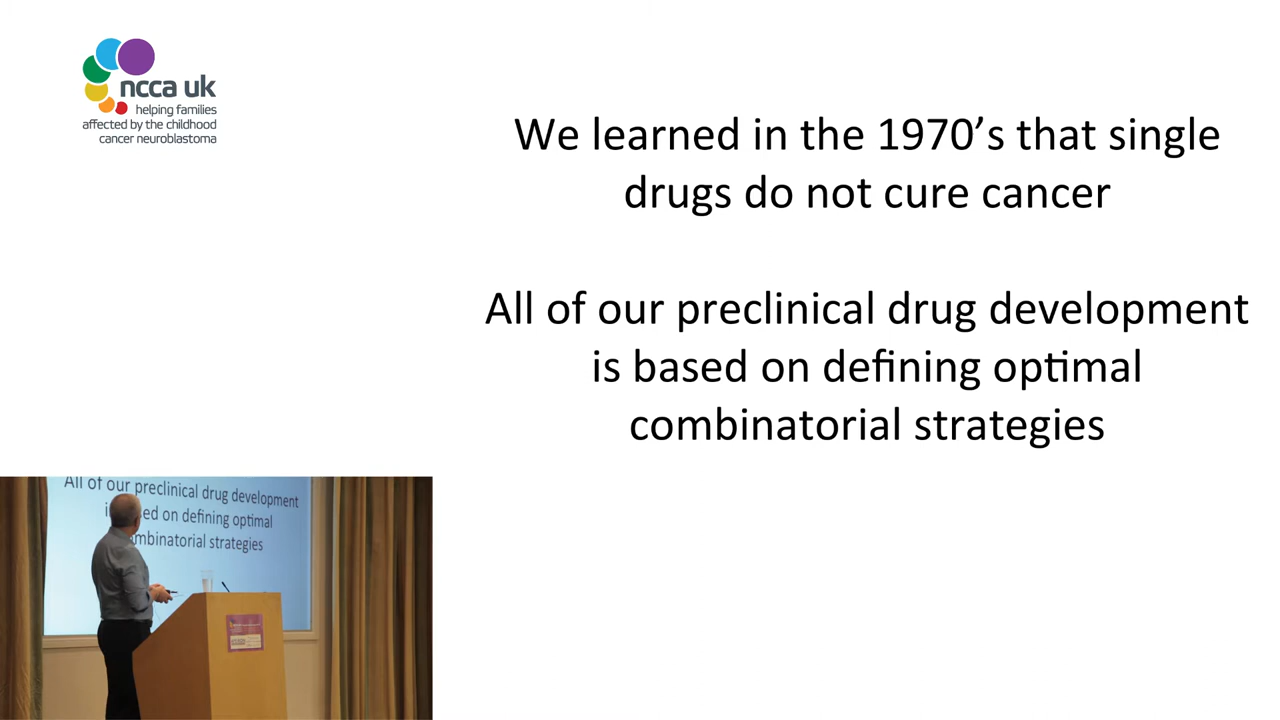 ncca uk
helping families
affected by the childhood
cancer neuroblastoma
We learned in the 1970’s that single
drugs do not cure cancer
All of our preclinical drug development
is based on defining optimal
combinatorial strategies
All of our preclinical drug development
on defining optimal
strategies